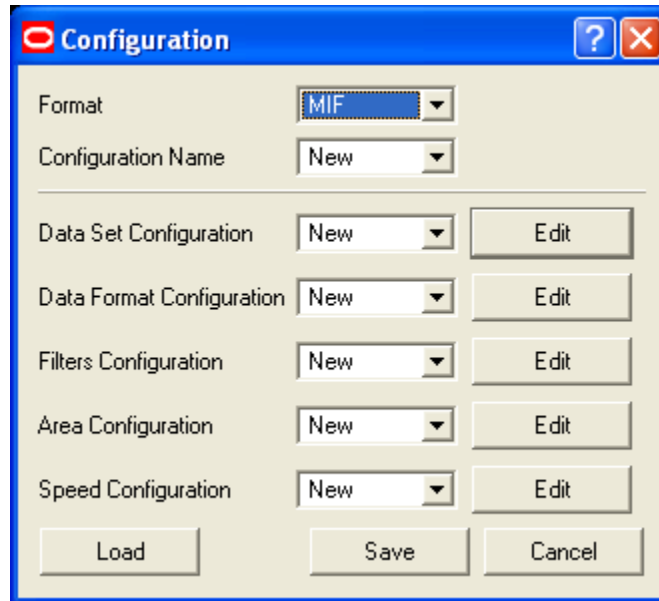 Configuration
Format MIF
Configuration Name New
Data Set Configuration New Edit
Data Format Configuration New Edit
Filters Configuration New Edit
Area Configuration New Edit
Speed Configuration New Edit
Load Save Cancel